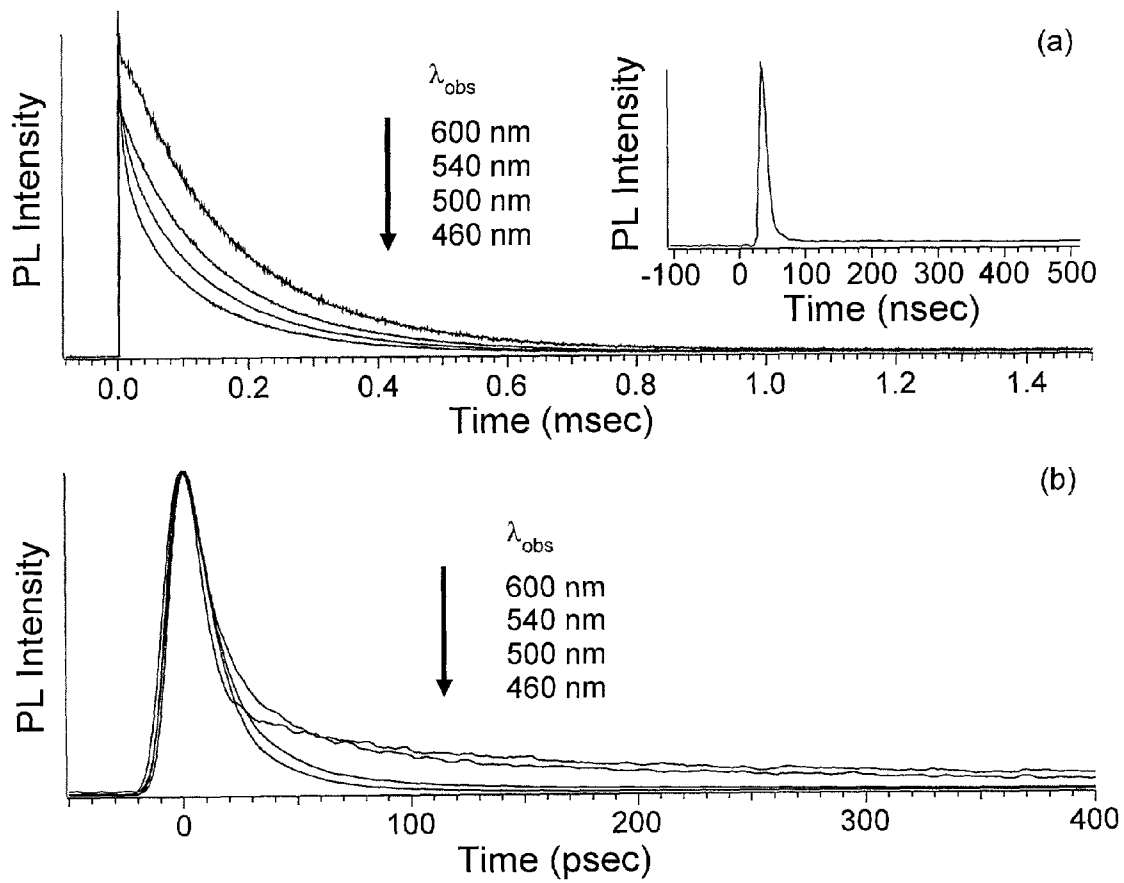 (a)
PL Intensity
λobs
600 nm
540 nm
500 nm
460 nm
0.0 0.2 0.4 0.6 0.8 1.0 1.2 1.4
Time (msec)
PL Intensity
-100 0 100 200 300 400 500
Time (nsec)
(b)
PL Intensity
λobs
600 nm
540 nm
500 nm
460 nm
0 100 200 300 400
Time (psec)